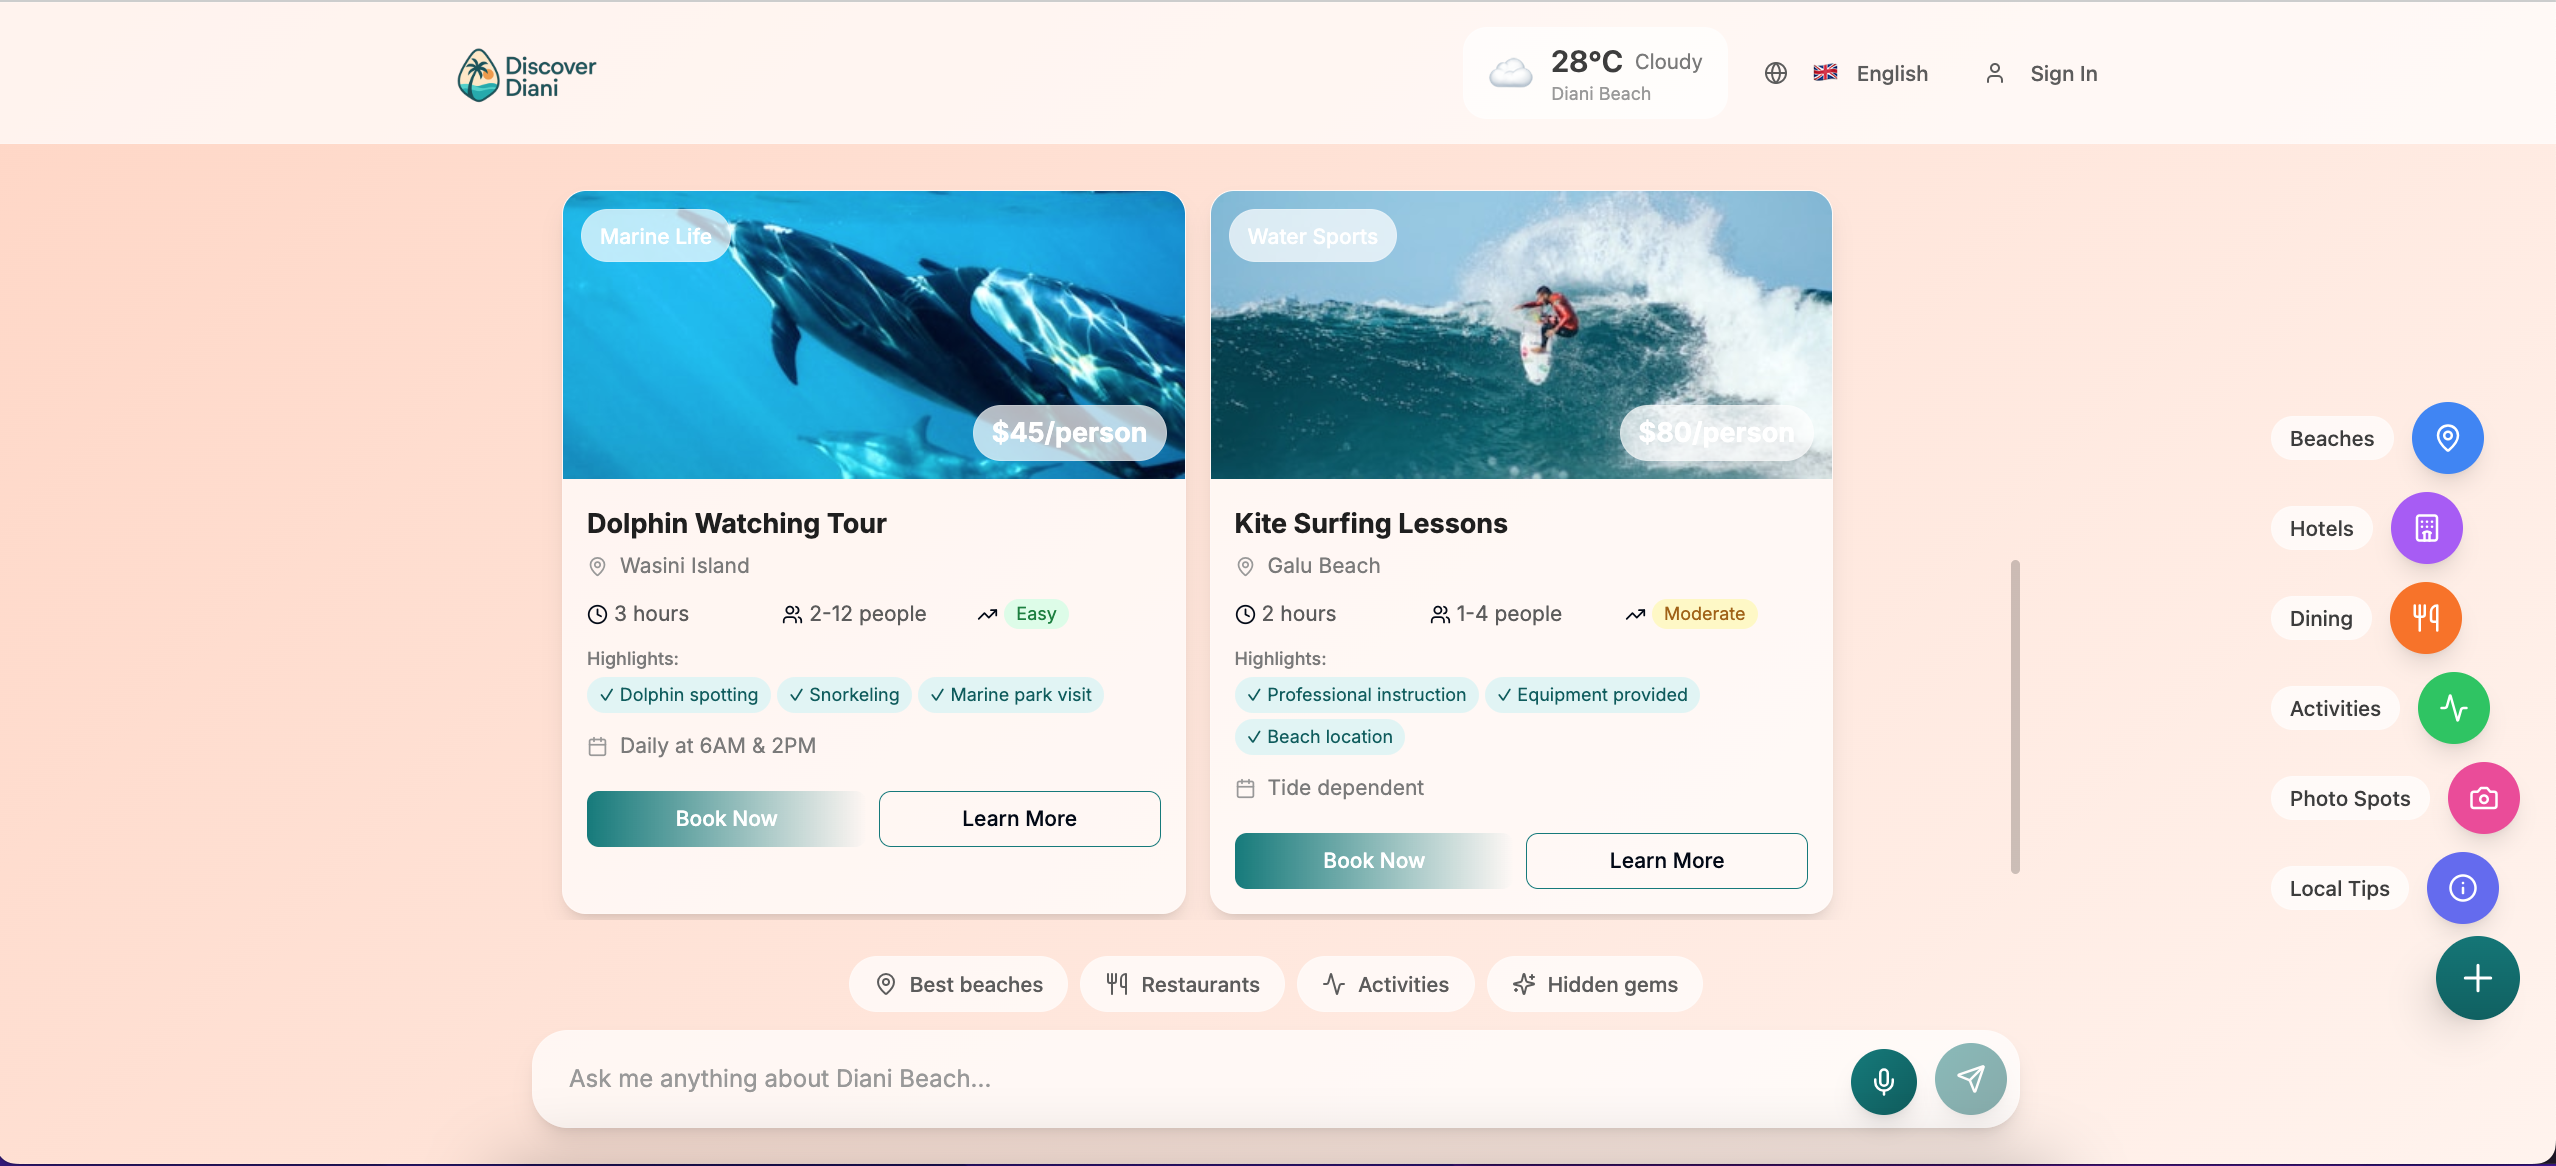 Discover
Diani
28°C Cloudy
Diani Beach
English
Sign In
Marine Life
$45/person
Dolphin Watching Tour
Wasini Island
3 hours
2-12 people
Easy
Highlights:
✓ Dolphin spotting
✓ Snorkeling
✓ Marine park visit
Daily at 6AM & 2PM
Book Now
Learn More
Water Sports
$80/person
Kite Surfing Lessons
Galu Beach
2 hours
1-4 people
Moderate
Highlights:
✓ Professional instruction
✓ Equipment provided
✓ Beach location
Tide dependent
Book Now
Learn More
Beaches
Hotels
Dining
Activities
Photo Spots
Local Tips
Best beaches
Restaurants
Activities
Hidden gems
Ask me anything about Diani Beach...